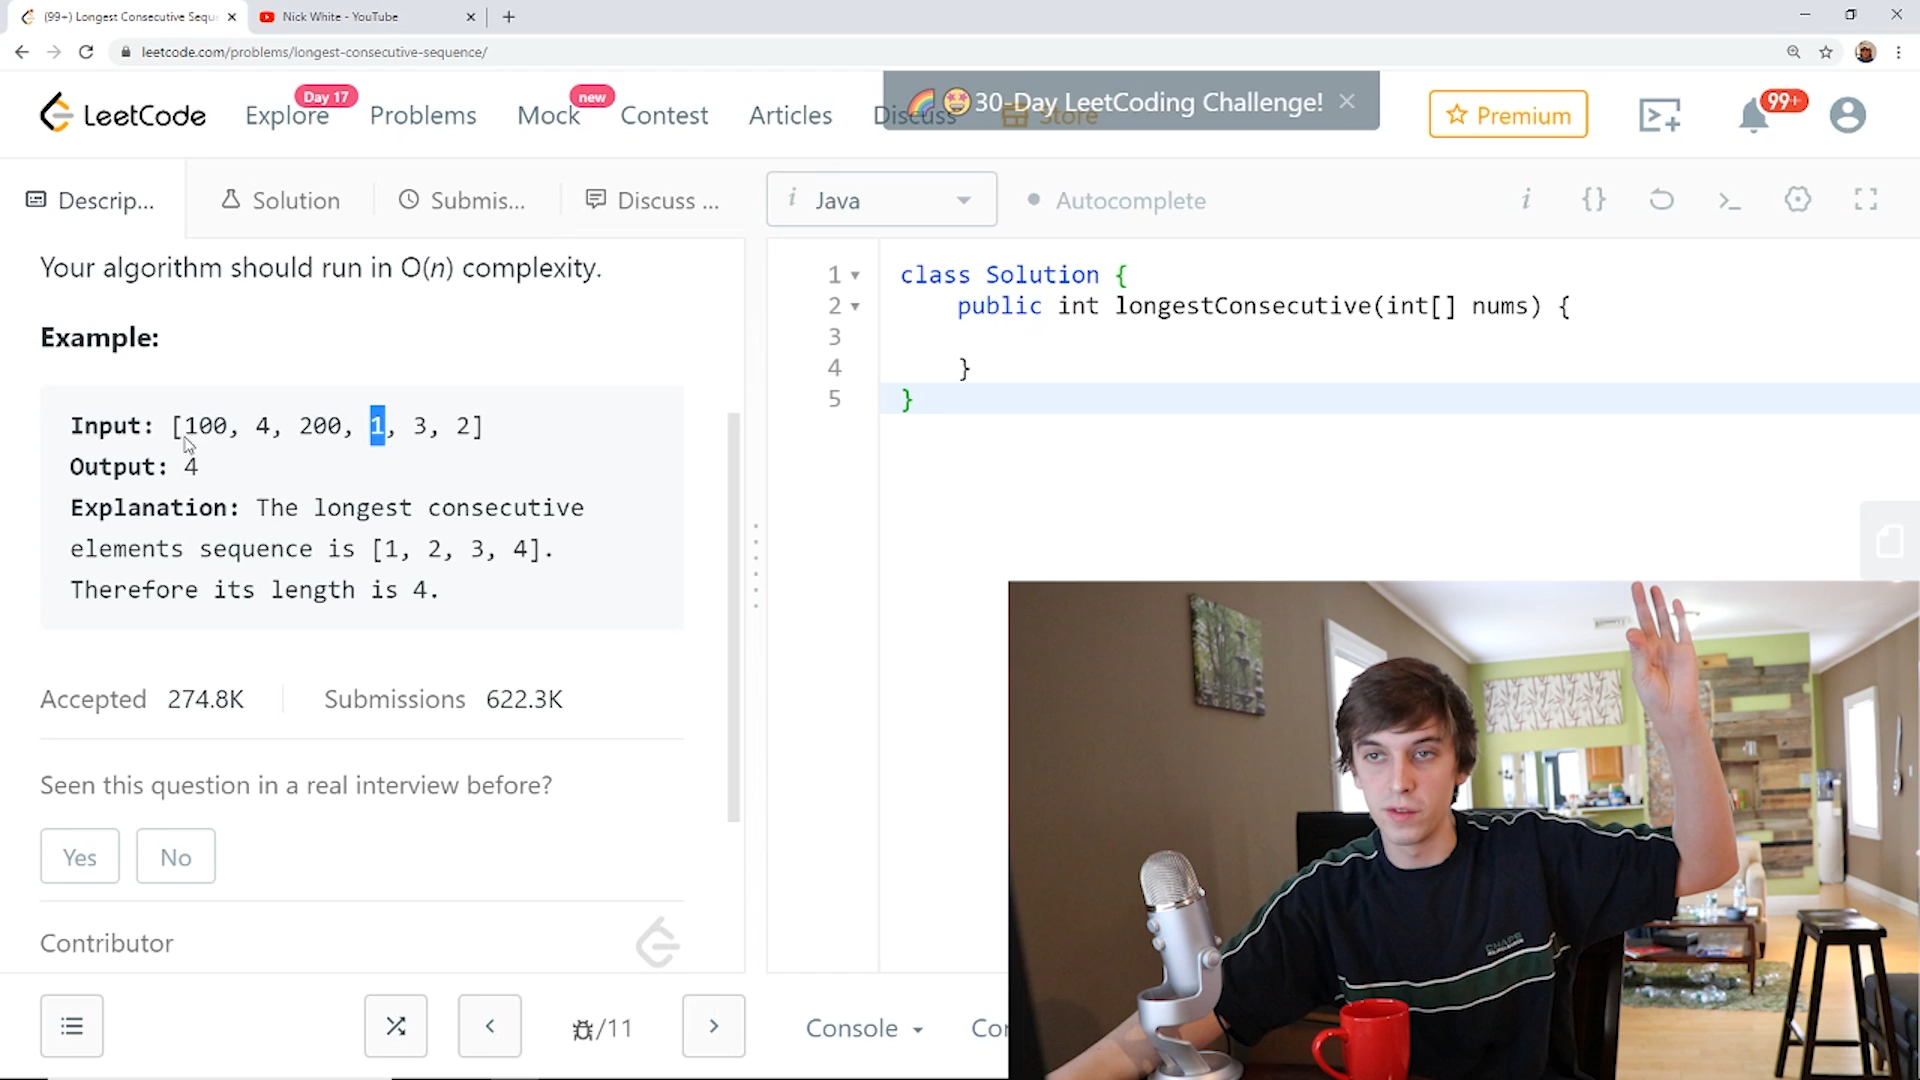 (99+) Longest Consecutive Sequ
Nick White - YouTube
leetcode.com/problems/longest-consecutive-sequence/
LeetCode
Explore
Day 17
Problems
Mock
new
Contest
Articles
Discuss
Store
30-Day LeetCoding Challenge!
Premium
99+
Descrip...
Solution
Submis...
Discuss ...
i Java
Autocomplete
i {} >_
Your algorithm should run in O(n) complexity.
Example:
Input: [100, 4, 200, 1, 3, 2]
Output: 4
Explanation: The longest consecutive
elements sequence is [1, 2, 3, 4].
Therefore its length is 4.
Accepted 274.8K
Submissions 622.3K
Seen this question in a real interview before?
Yes
No
Contributor
/11
Console
1 class Solution {
2 public int longestConsecutive(int[] nums) {
3
4 }
5 }
CHAPS